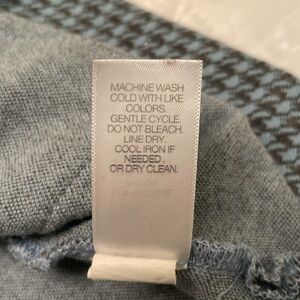 MACHINE WASH
COLD WITH LIKE
COLORS.
GENTLE CYCLE.
DO NOT BLEACH.
LINE DRY.
COOL IRON IF
NEEDED.
OR DRY CLEAN.